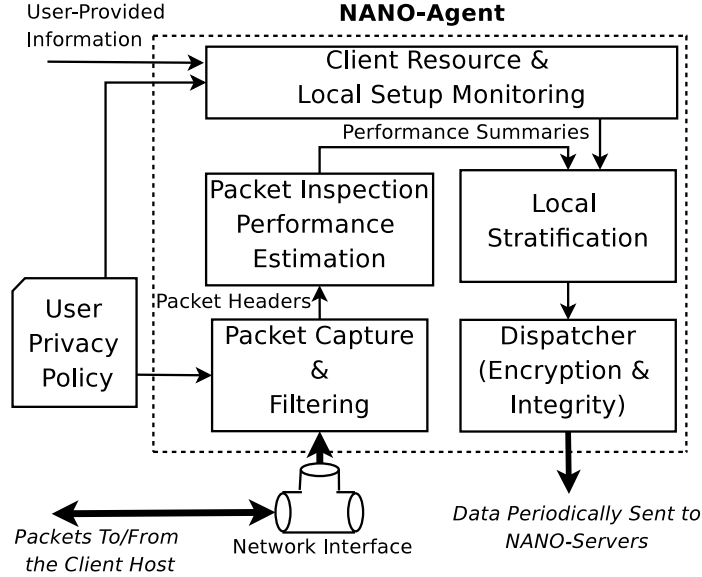 User-Provided
Information
NANO-Agent
Client Resource &
Local Setup Monitoring
Performance Summaries
Packet Inspection
Performance
Estimation
Local
Stratification
User
Privacy
Policy
Packet Headers
Packet Capture
&
Filtering
Dispatcher
(Encryption &
Integrity)
Packets To/From
the Client Host
Network Interface
Data Periodically Sent to
NANO-Servers